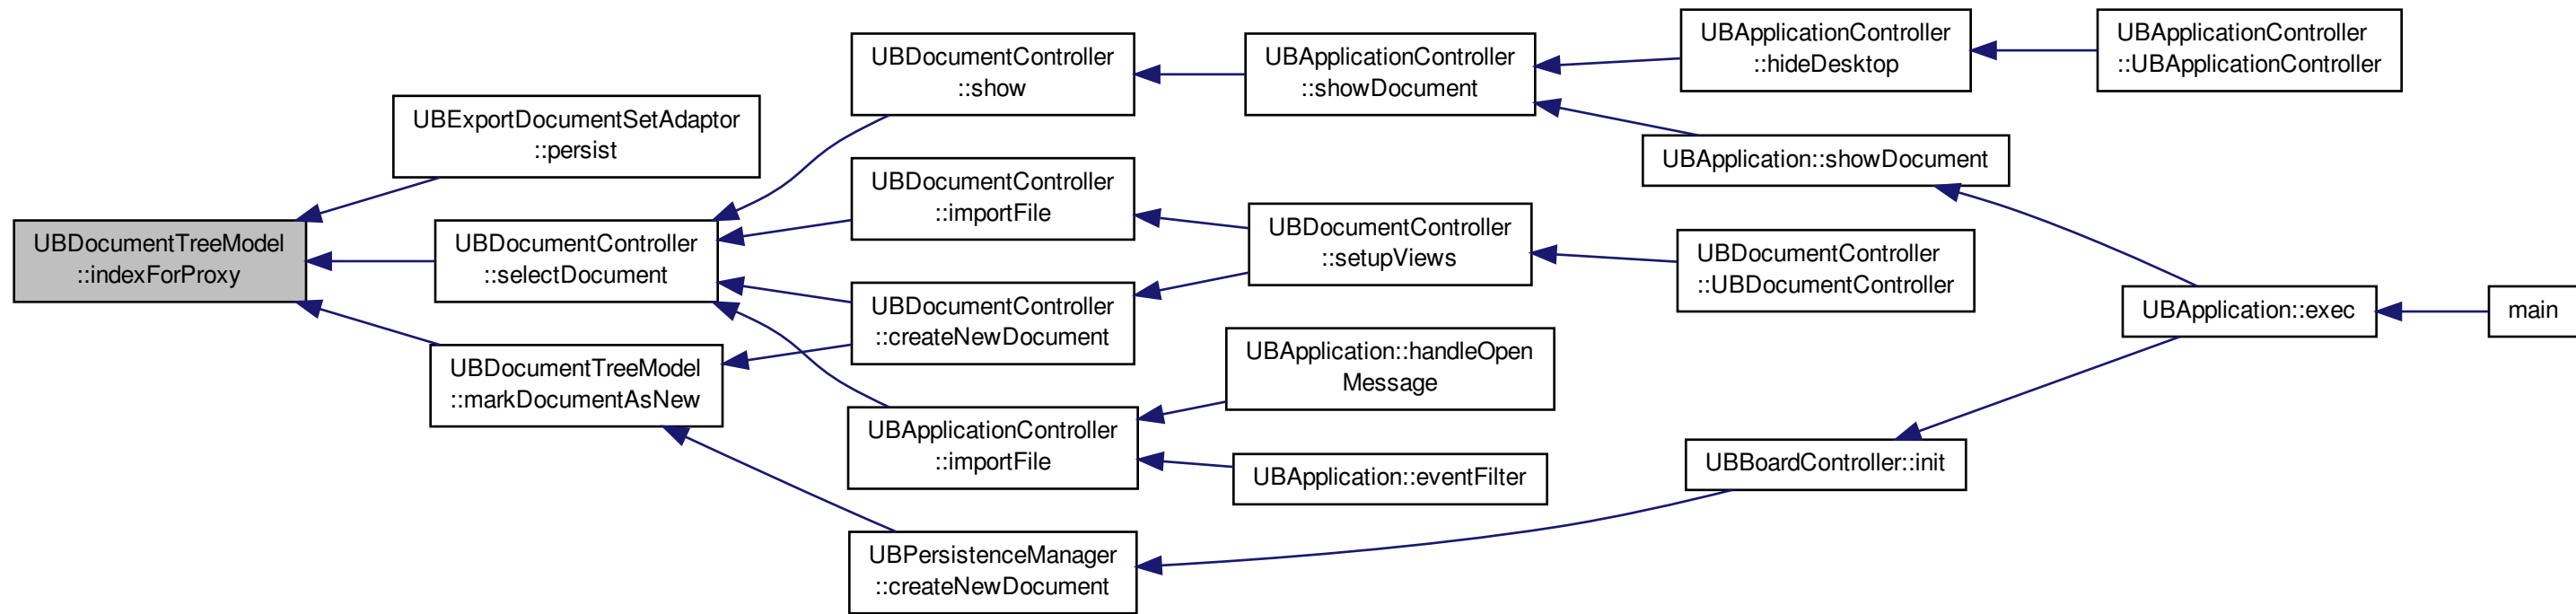 UBDocumentTreeModel
::indexForProxy
UBExportDocumentSetAdaptor
::persist
UBDocumentController
::selectDocument
UBDocumentTreeModel
::markDocumentAsNew
UBDocumentController
::show
UBDocumentController
::importFile
UBDocumentController
::createNewDocument
UBApplicationController
::importFile
UBPersistenceManager
::createNewDocument
UBApplicationController
::showDocument
UBDocumentController
::setupViews
UBApplication::handleOpen
Message
UBApplication::eventFilter
UBApplicationController
::hideDesktop
UBApplication::showDocument
UBDocumentController
::UBDocumentController
UBBoardController::init
UBApplicationController
::UBApplicationController
UBApplication::exec
main